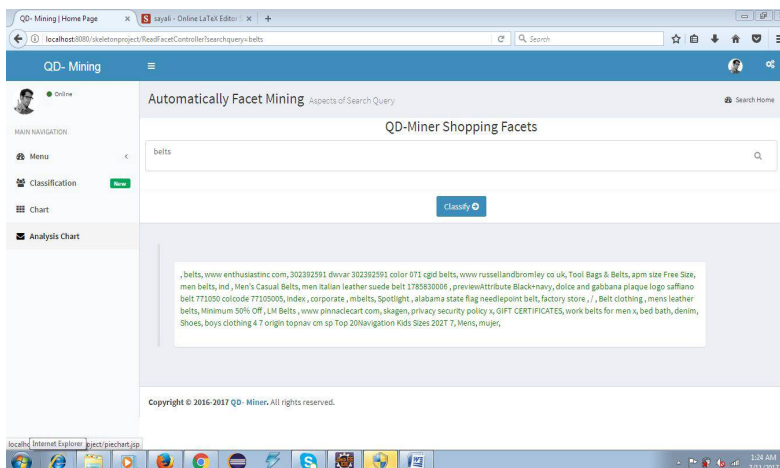 QD- Mining | Home Page
sayali - Online LaTeX Editor S
localhost:8080/skeletonproject/ReadFacetController?searchquery=belts
Search
QD- Mining
Online
MAIN NAVIGATION
Menu
Classification New
Chart
Analysis Chart
Automatically Facet Mining Aspects of Search Query
Search Home
QD-Miner Shopping Facets
belts
Classify
, belts, www enthusiastinc com, 302392591 dwvar 302392591 color 071 cgid belts, www russellandbromley co uk, Tool Bags & Belts, apm size Free Size,
men belts, ind , Men's Casual Belts, men italian leather suede belt 1785830006 , previewAttribute Black+navy, dolce and gabbana plaque logo saffiano
belt 771050 colcode 77105005, index , corporate , mbelts, Spotlight , alabama state flag needlepoint belt, factory store , / , Belt clothing , mens leather
belts, Minimum 50% Off , LM Belts , www pinnaclecart com, skagen, privacy security policy x, GIFT CERTIFICATES, work belts for men x, bed bath, denim,
Shoes, boys clothing 4 7 origin topnav cm sp Top 20Navigation Kids Sizes 202T 7, Mens, mujer,
Copyright © 2016-2017 QD- Miner. All rights reserved.
localho Internet Explorer oject/piechart.jsp
1:24 AM